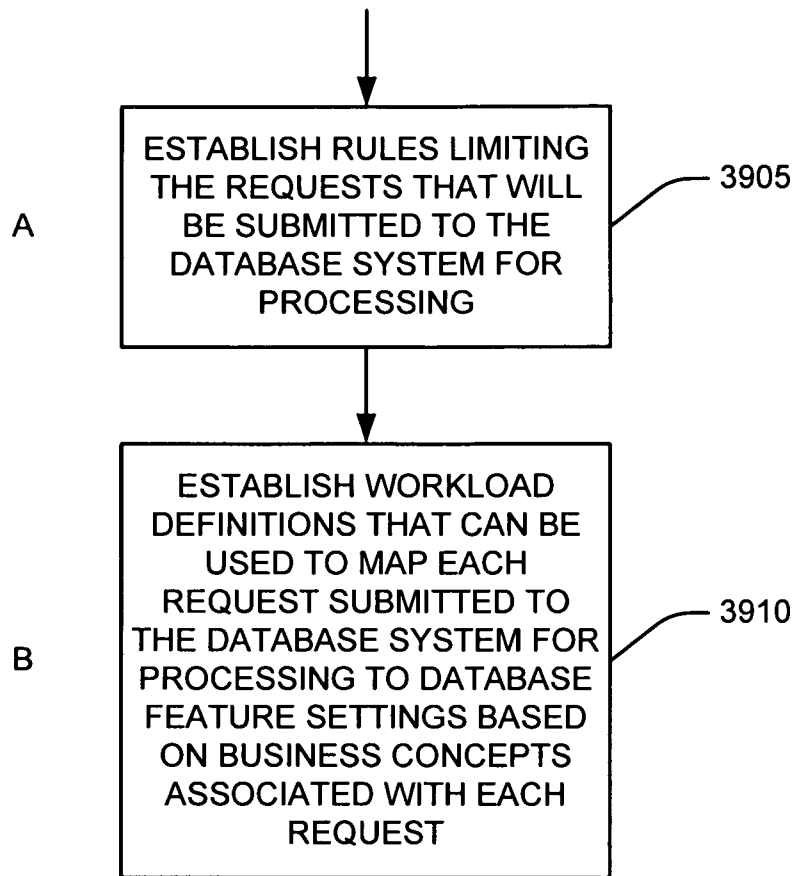 ESTABLISH RULES LIMITING
THE REQUESTS THAT WILL
BE SUBMITTED TO THE
DATABASE SYSTEM FOR
PROCESSING
3905
A
ESTABLISH WORKLOAD
DEFINITIONS THAT CAN BE
USED TO MAP EACH
REQUEST SUBMITTED TO
THE DATABASE SYSTEM FOR
PROCESSING TO DATABASE
FEATURE SETTINGS BASED
ON BUSINESS CONCEPTS
ASSOCIATED WITH EACH
REQUEST
3910
B